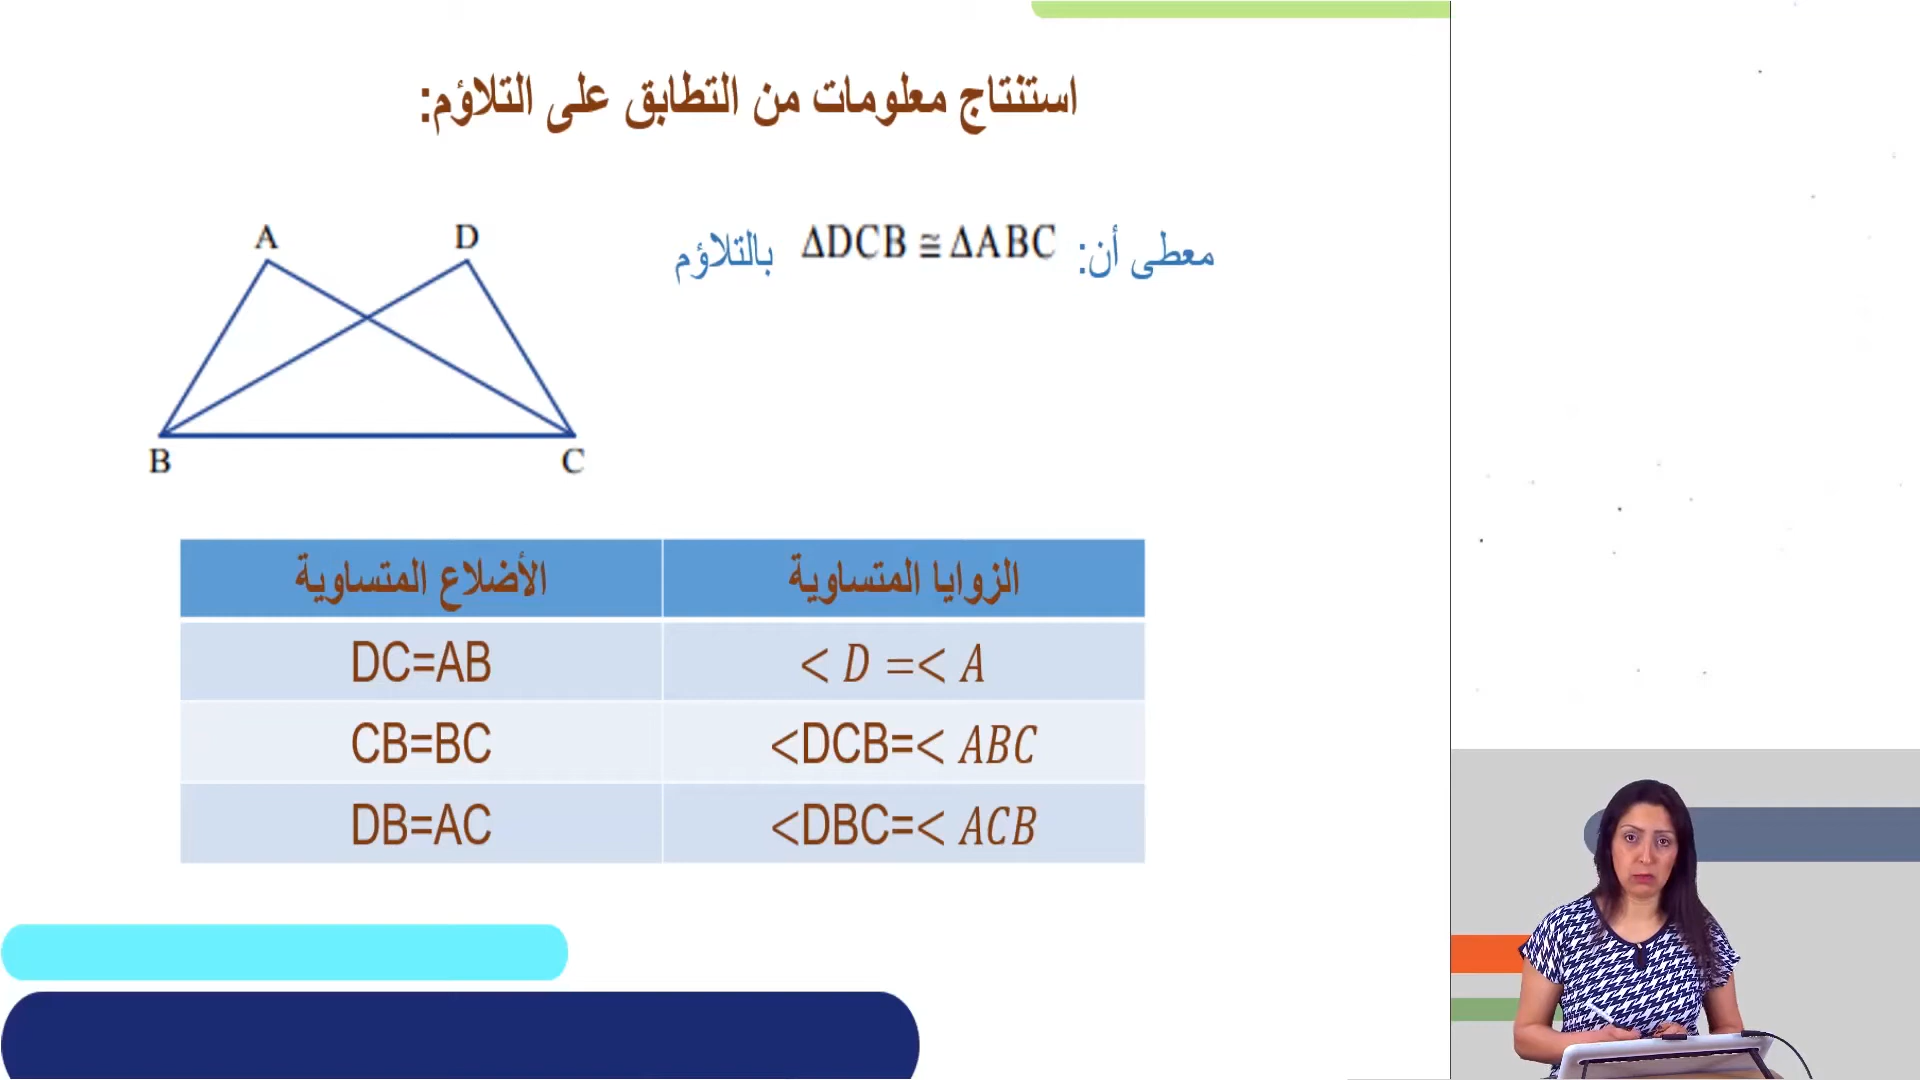 استنتاج معلومات من التطابق على التلاؤم:
معطى أن: ΔDCB ≅ ΔABC بالتلاؤم
A D
B C
الأضلاع المتساوية الزوايا المتساوية
DC=AB < D =< A
CB=BC <DCB=< ABC
DB=AC <DBC=< ACB